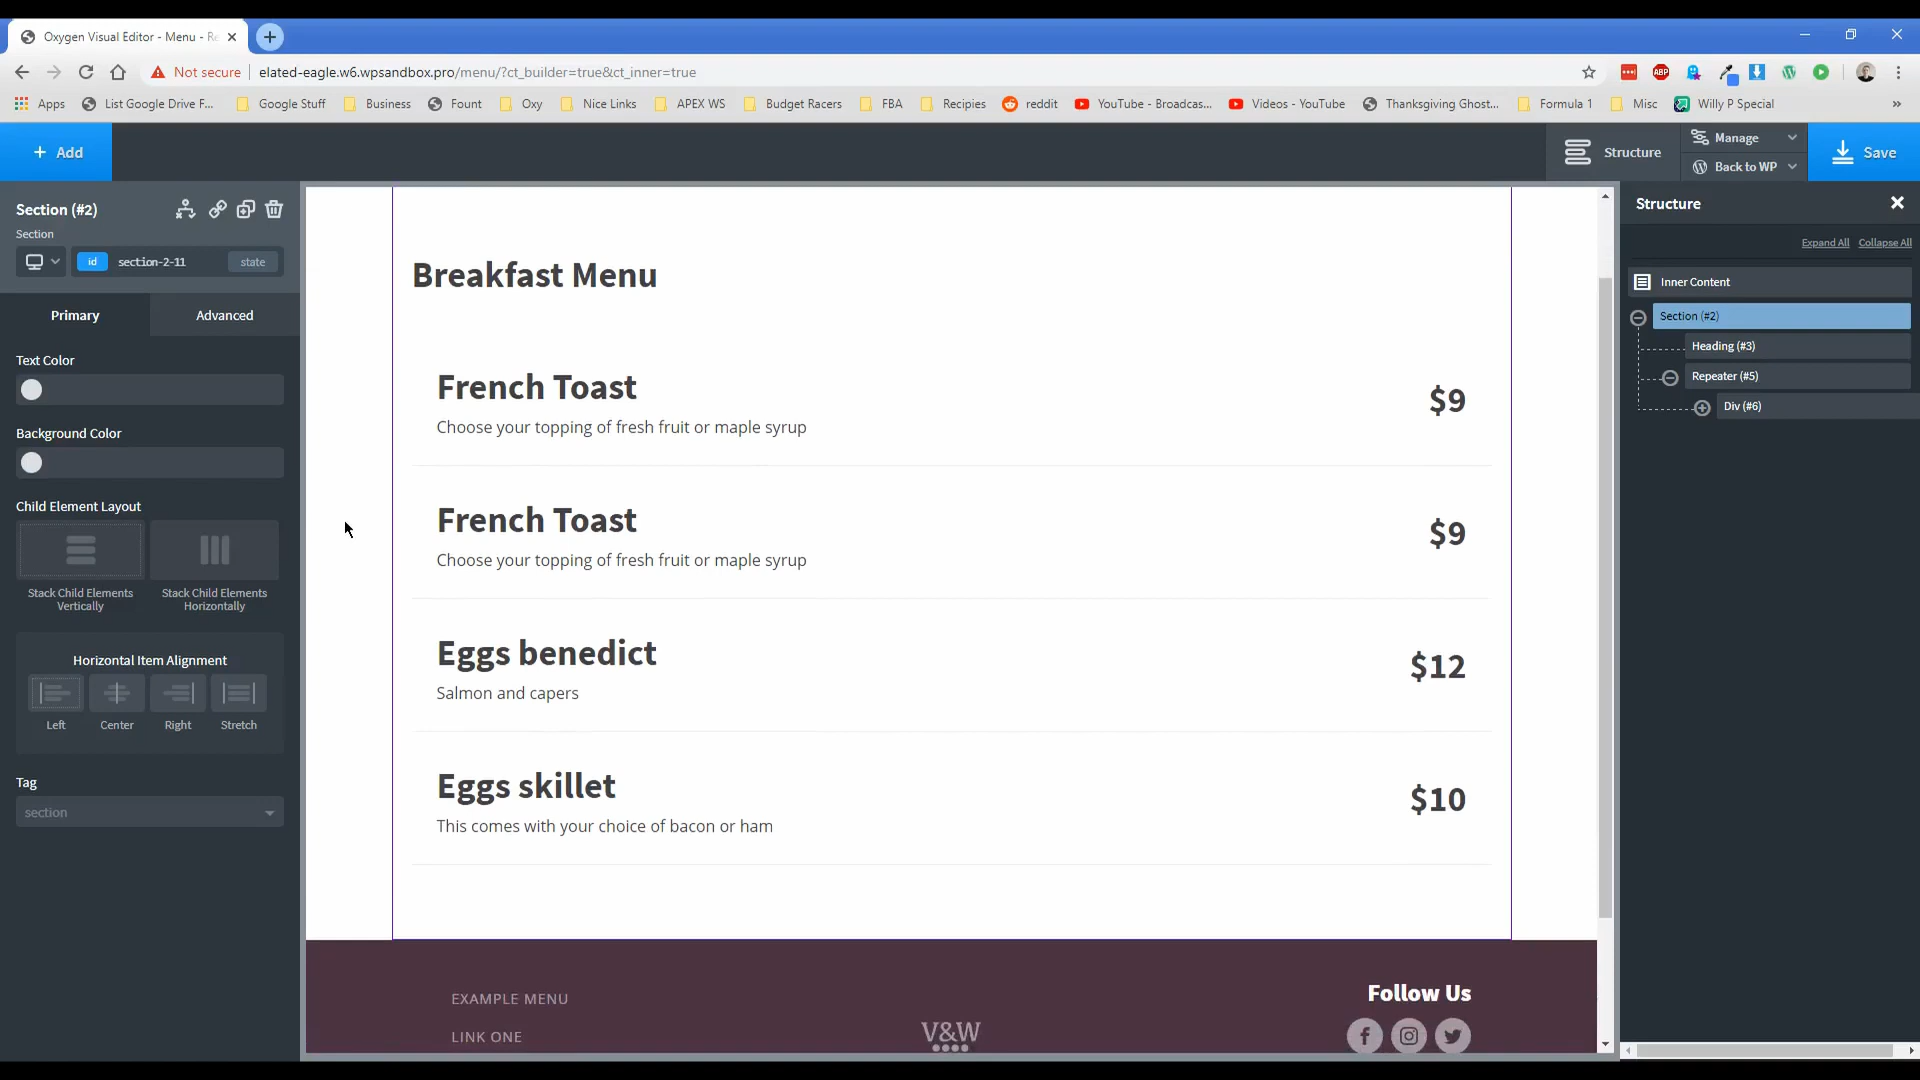 Oxygen Visual Editor - Menu - Re
Not secure
elated-eagle.w6.wpsandbox.pro/menu/?ct_builder=true&ct_inner=true
ABP
Apps
List Google Drive F...
Google Stuff
Business
Fount
Oxy
Nice Links
APEX WS
Budget Racers
FBA
Recipies
reddit
YouTube - Broadcas...
Videos - YouTube
Thanksgiving Ghost...
Formula 1
Misc
Willy P Special
+ Add
Structure
Manage
Back to WP
Save
Section (#2)
Section
id
section-2-11
state
Primary
Advanced
Text Color
Background Color
Child Element Layout
Stack Child Elements
Vertically
Stack Child Elements
Horizontally
Horizontal Item Alignment
Left
Center
Right
Stretch
Tag
section
Breakfast Menu
French Toast
Choose your topping of fresh fruit or maple syrup
$9
French Toast
Choose your topping of fresh fruit or maple syrup
$9
Eggs benedict
Salmon and capers
$12
Eggs skillet
This comes with your choice of bacon or ham
$10
EXAMPLE MENU
LINK ONE
V&W
Follow Us
Structure
Expand All
Collapse All
Inner Content
Section (#2)
Heading (#3)
Repeater (#5)
Div (#6)